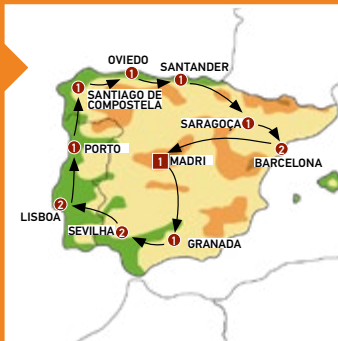 OVIEDO
1
SANTANDER
1
1
SANTIAGO DE
COMPOSTELA
SARAGOÇA 1
1 PORTO
1 MADRI
2
BARCELONA
LISBOA
2
SEVILHA 2
1 GRANADA